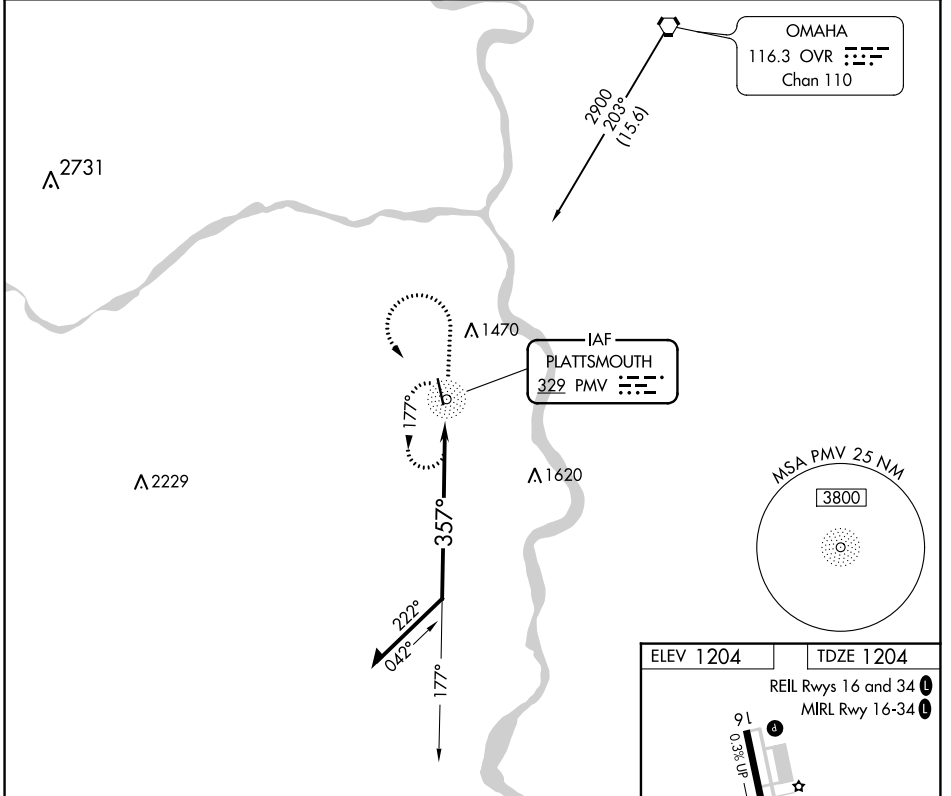 OMAHA
116.3 OVR
Chan 110
2900
203°
(15.6)
2731
1470
IAF
PLATTSMOUTH
329 PMV
177°
2229
1620
MSA PMV 25 NM
3800
357°
222°
042°
177°
ELEV 1204
TDZE 1204
REIL Rwys 16 and 34 L
MIRL Rwy 16-34 L
16
P
0.3% UP